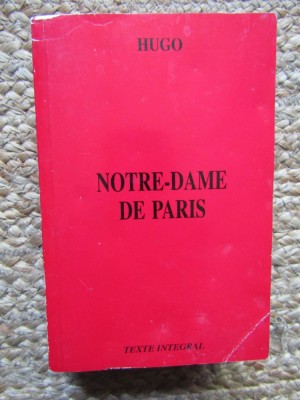 HUGO
NOTRE-DAME
DE PARIS
TEXTE INTEGRAL